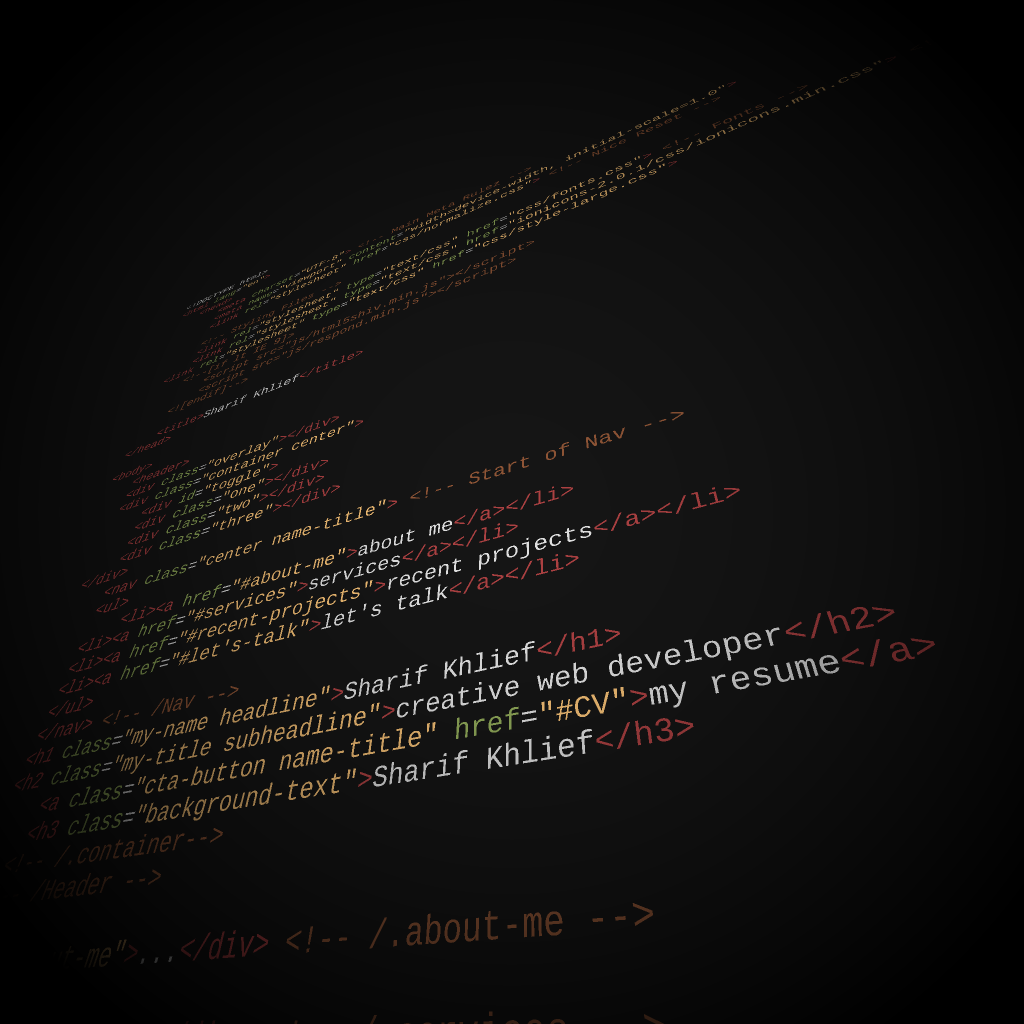 <!DOCTYPE html>
<html lang="en">
<meta charset="UTF-8"> <!-- Main Meta Rules -->
<meta name="viewport" content="width=device-width, initial-scale=1.0">
<link rel="stylesheet" href="css/normalize.css"> <!-- Nice Reset -->
<!-- styling files -->
<link rel="stylesheet" type="text/css" href="css/fonts.css"> <!-- Fonts -->
<link rel="stylesheet" type="text/css" href="ionicons-2.0.1/css/ionicons.min.css">
<link rel="stylesheet" type="text/css" href="css/style-large.css">
<!--[if lt IE 9]>
<script src="js/html5shiv.min.js"></script>
<script src="js/respond.min.js"></script>
<![endif]-->
<title>Sharif Khlief</title>
</head>
<body>
<header>
<div class="overlay"></div>
<div class="container center">
<div id="toggle">
<div class="one"></div>
<div class="two"></div>
<div class="three"></div>
</div>
<nav class="center name-title"> <!-- Start of Nav -->
<ul>
<li><a href="#about-me">about me</a></li>
<li><a href="#services">services</a></li>
<li><a href="#recent-projects">recent projects</a></li>
<li><a href="#let's-talk">let's talk</a></li>
</ul>
</nav> <!-- /Nav -->
<h1 class="my-name headline">Sharif Khlief</h1>
<h2 class="my-title subheadline">creative web developer</h2>
<a class="cta-button name-title" href="#CV">my resume</a>
<h3 class="background-text">Sharif Khlief</h3>
<!-- /.container-->
/Header -->
t-me">...</div> <!-- /.about-me -->